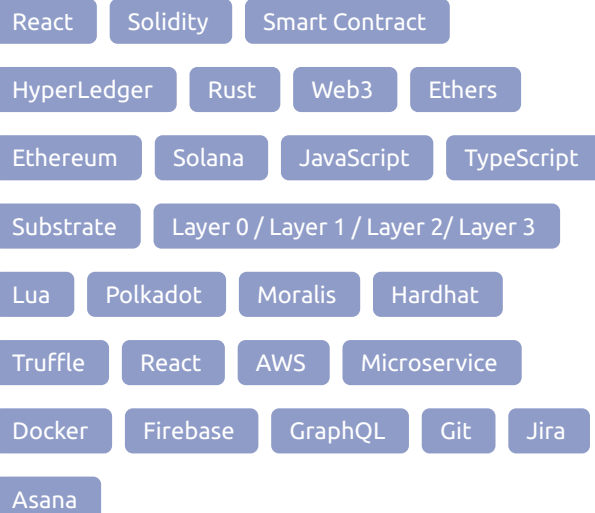 React Solidity Smart Contract
HyperLedger Rust Web3 Ethers
Ethereum Solana JavaScript TypeScript
Substrate Layer 0 / Layer 1 / Layer 2/ Layer 3
Lua Polkadot Moralis Hardhat
Truffle React AWS Microservice
Docker Firebase GraphQL Git Jira
Asana